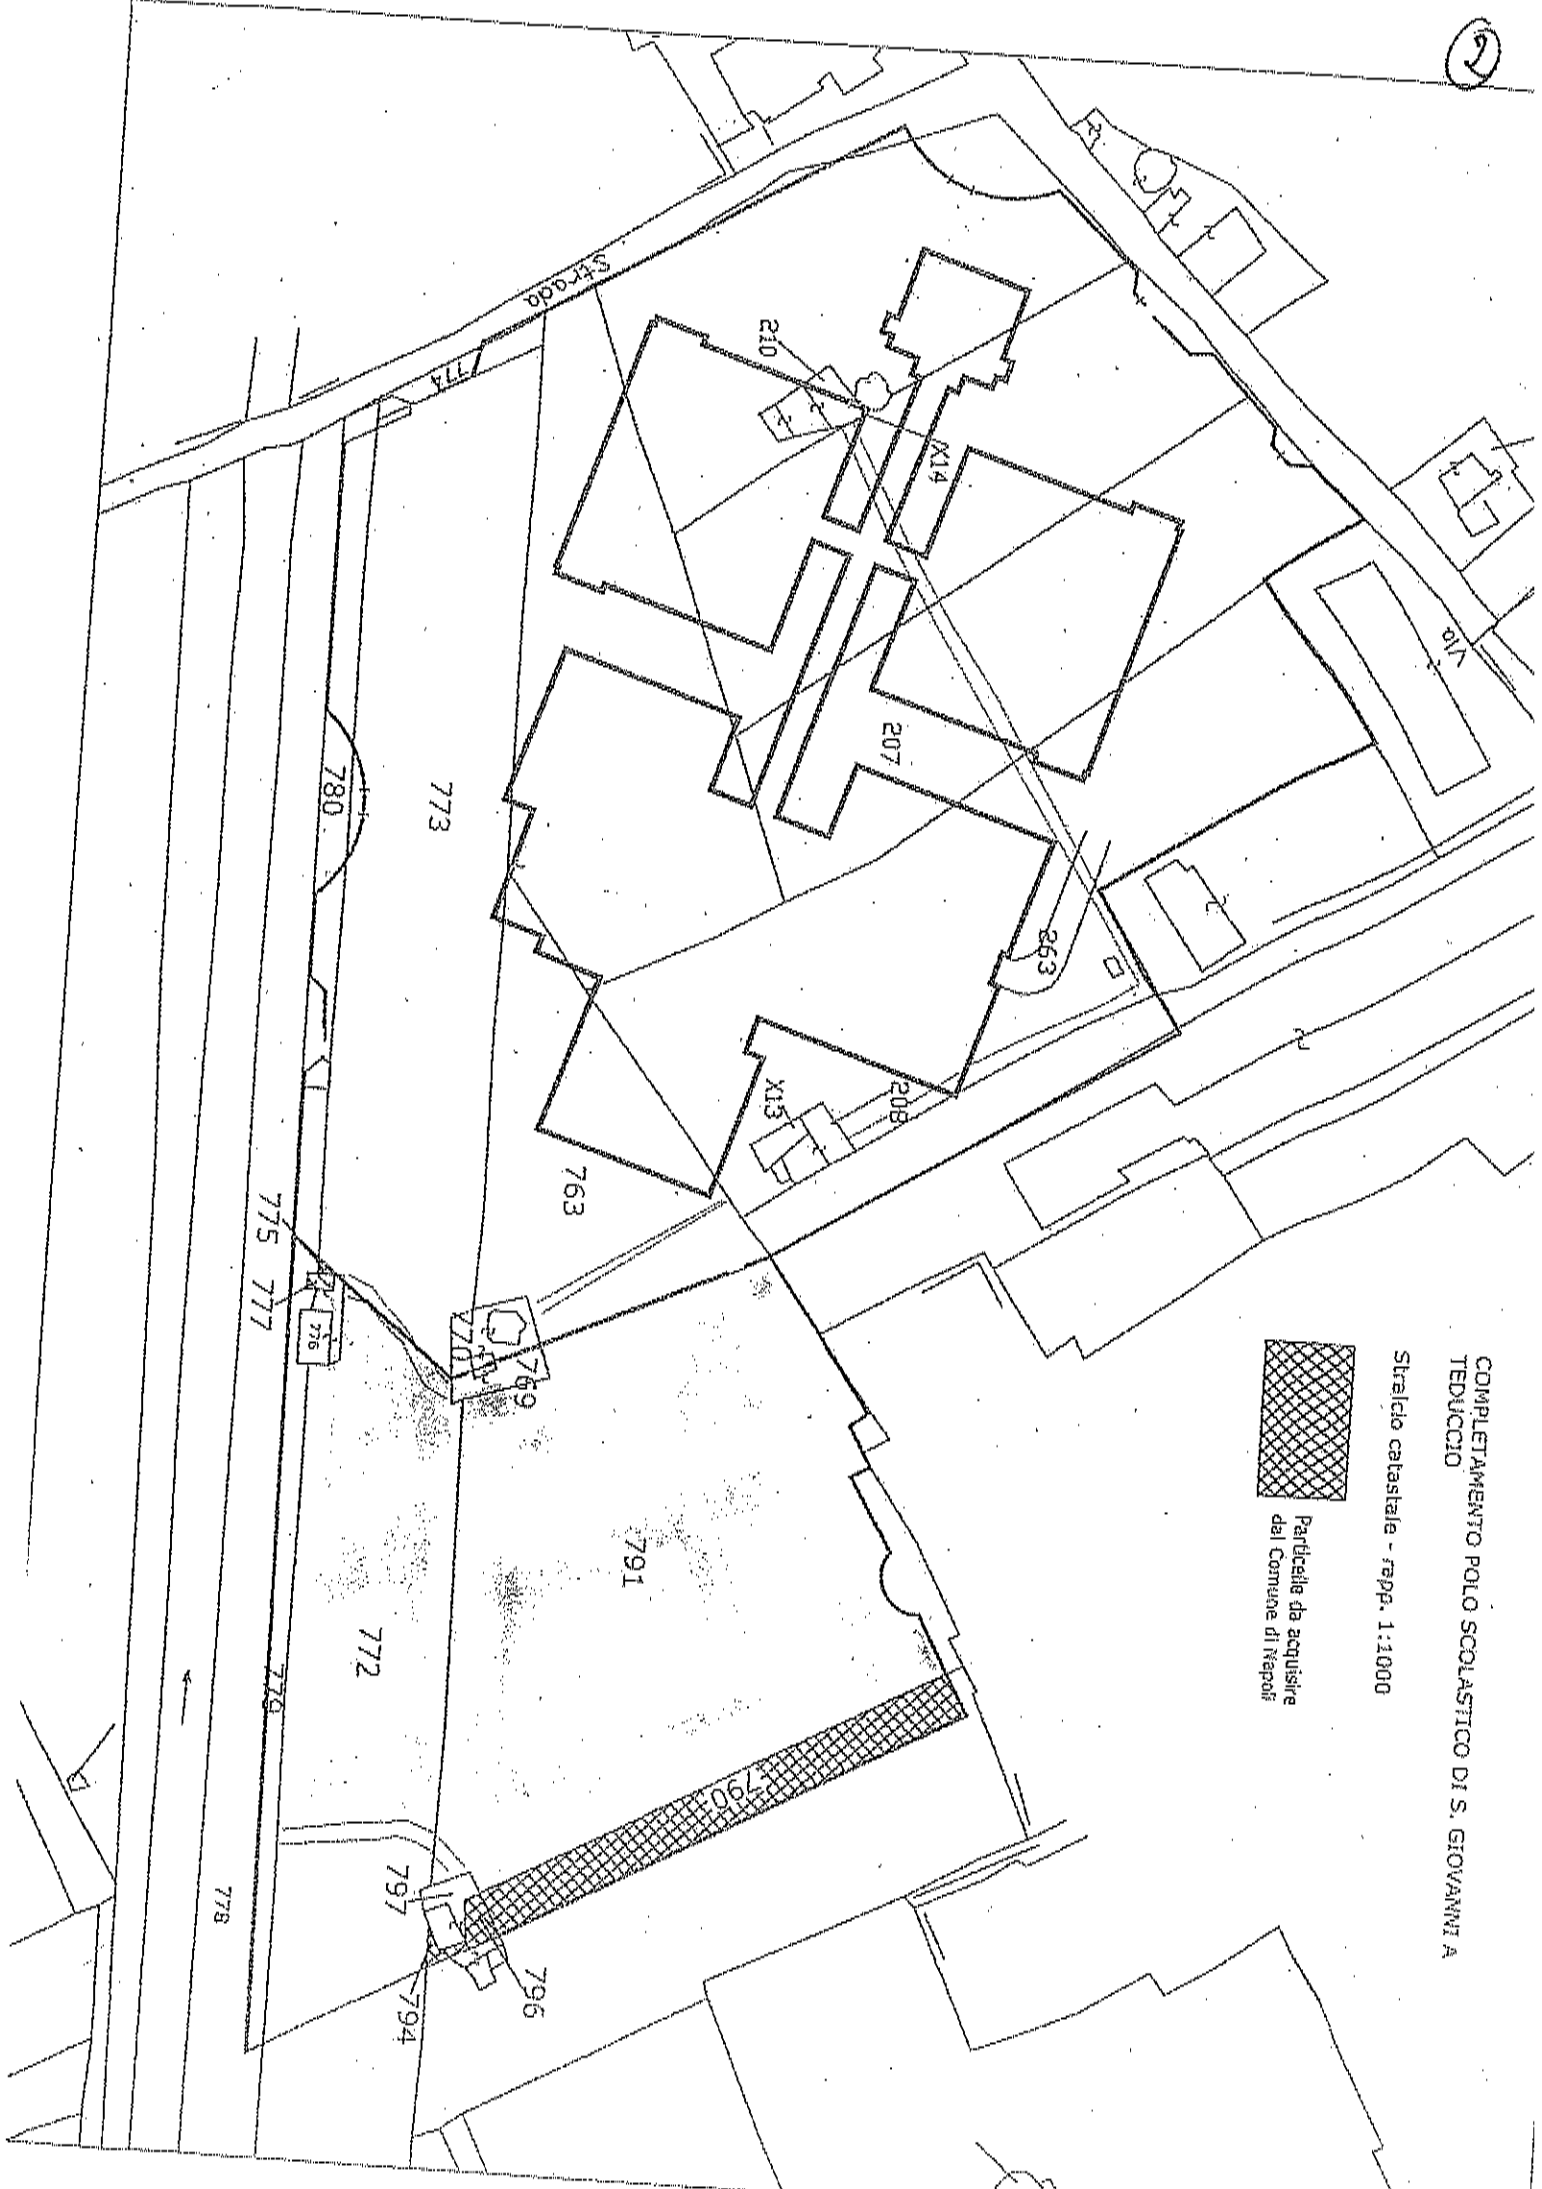 2
COMPLETAMENTO POLO SCOLASTICO DI S. GIOVANNI A
TEDUCCIO
Stralcio catastale - rapp. 1:1000
Particelle da acquisire
dal Comune di Napoli
Via
Strada
210
X14
774
207
263
773
780
208
X13
763
775
777
776
770
769
791
772
779
790
778
797
796
794